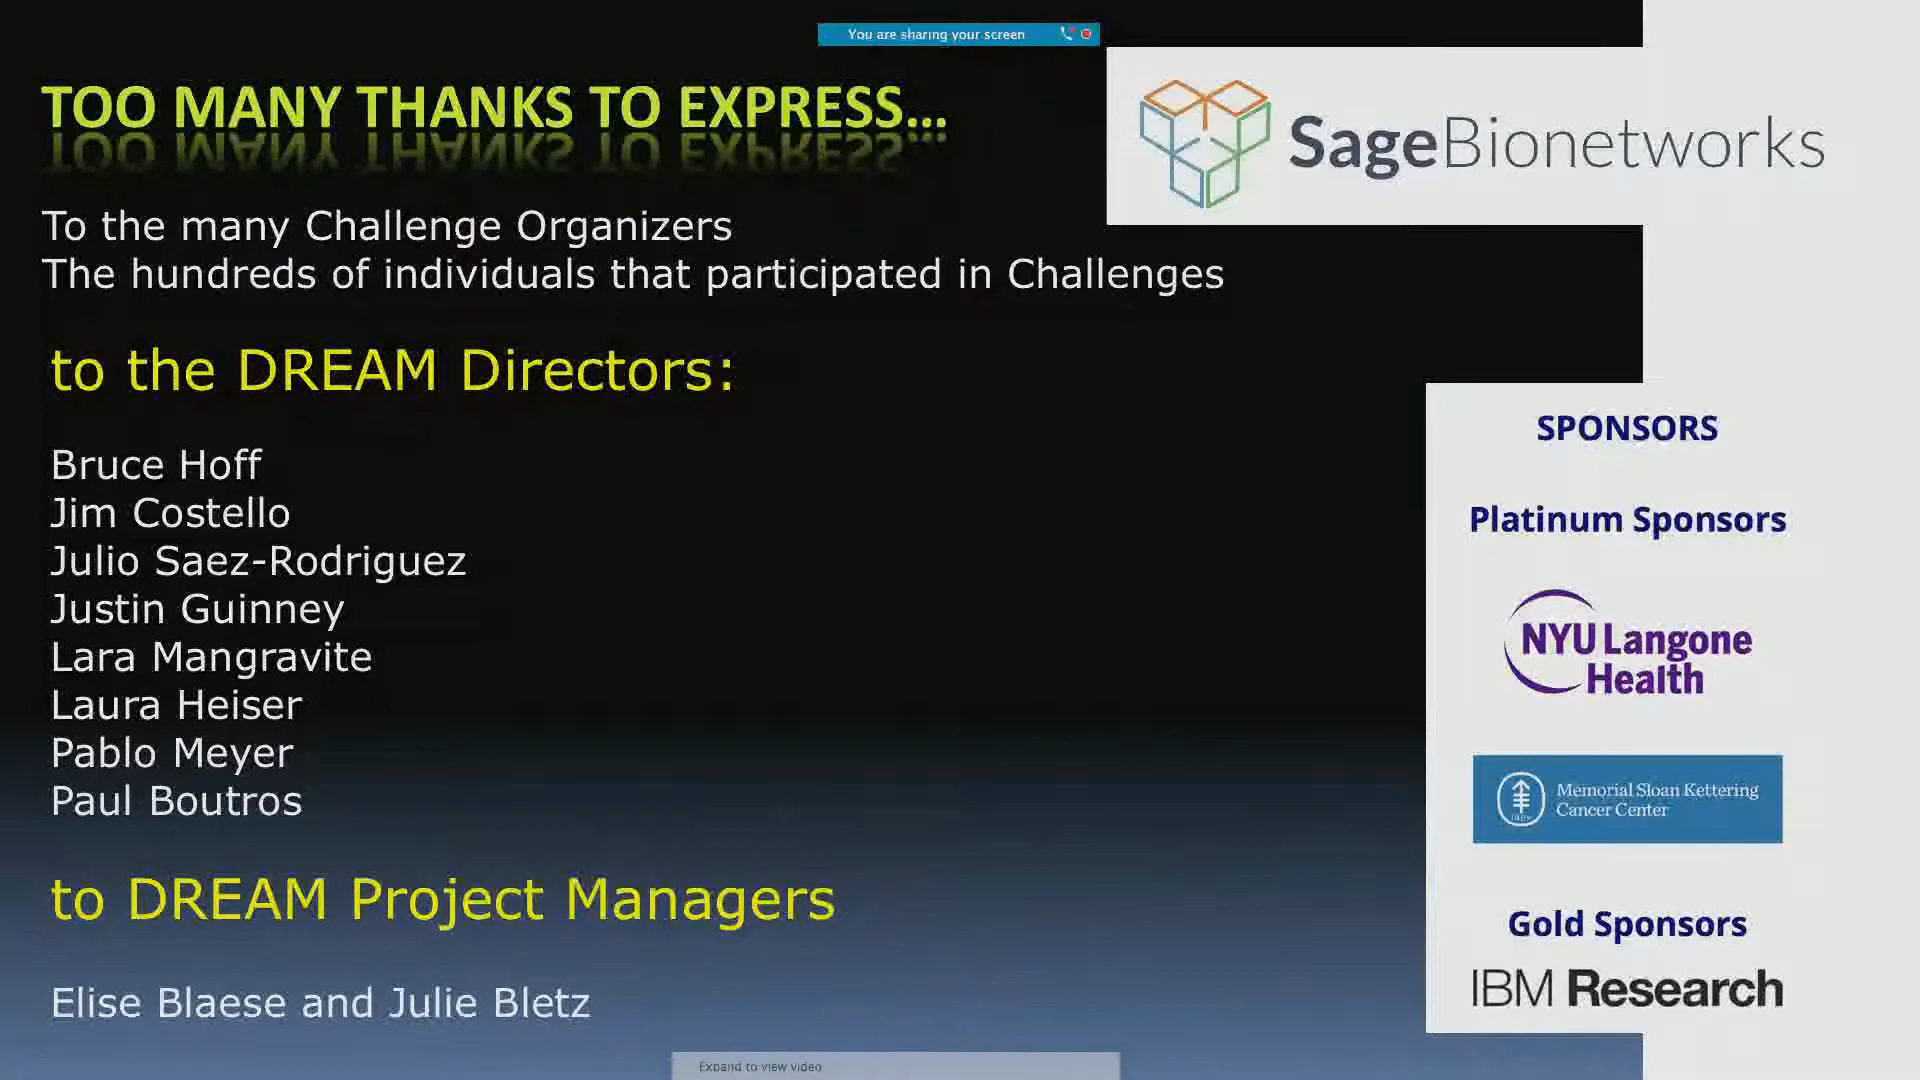 You are sharing your screen
TOO MANY THANKS TO EXPRESS...
SageBionetworks
To the many Challenge Organizers
The hundreds of individuals that participated in Challenges
to the DREAM Directors:
Bruce Hoff
Jim Costello
Julio Saez-Rodriguez
Justin Guinney
Lara Mangravite
Laura Heiser
Pablo Meyer
Paul Boutros
to DREAM Project Managers
Elise Blaese and Julie Bletz
SPONSORS
Platinum Sponsors
NYU Langone
Health
Memorial Sloan Kettering
Cancer Center
Gold Sponsors
IBM Research
Expand to view video